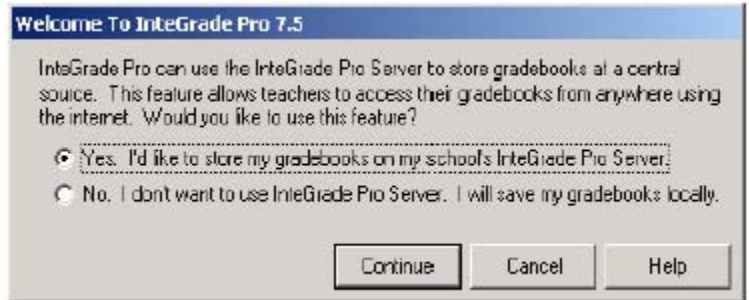 Welcome To InteGrade Pro 7.5
InteGrade Pro can use the InteGrade Pro Server to store gradebooks at a central
source. This feature allows teachers to access their gradebooks from anywhere using
the internet. Would you like to use this feature?
Yes. I'd like to store my gradebooks on my school's InteGrade Pro Server.
No. I don't want to use InteGrade Pro Server. I will save my gradebooks locally.
Continue Cancel Help